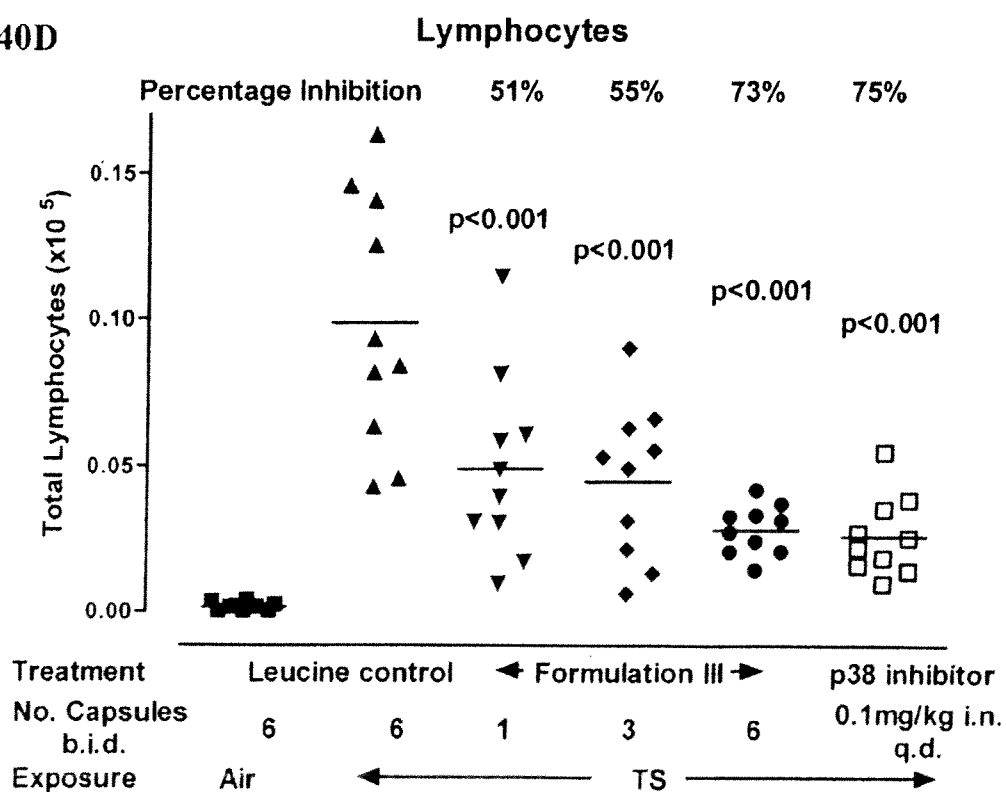 40D
Lymphocytes
Percentage Inhibition 51% 55% 73% 75%
Total Lymphocytes (x10 5)
0.15
0.10
0.05
0.00
p<0.001
p<0.001
p<0.001
p<0.001
Treatment Leucine control Formulation III p38 inhibitor
No. Capsules b.i.d. 6 6 1 3 6 0.1mg/kg i.n. q.d.
Exposure Air TS